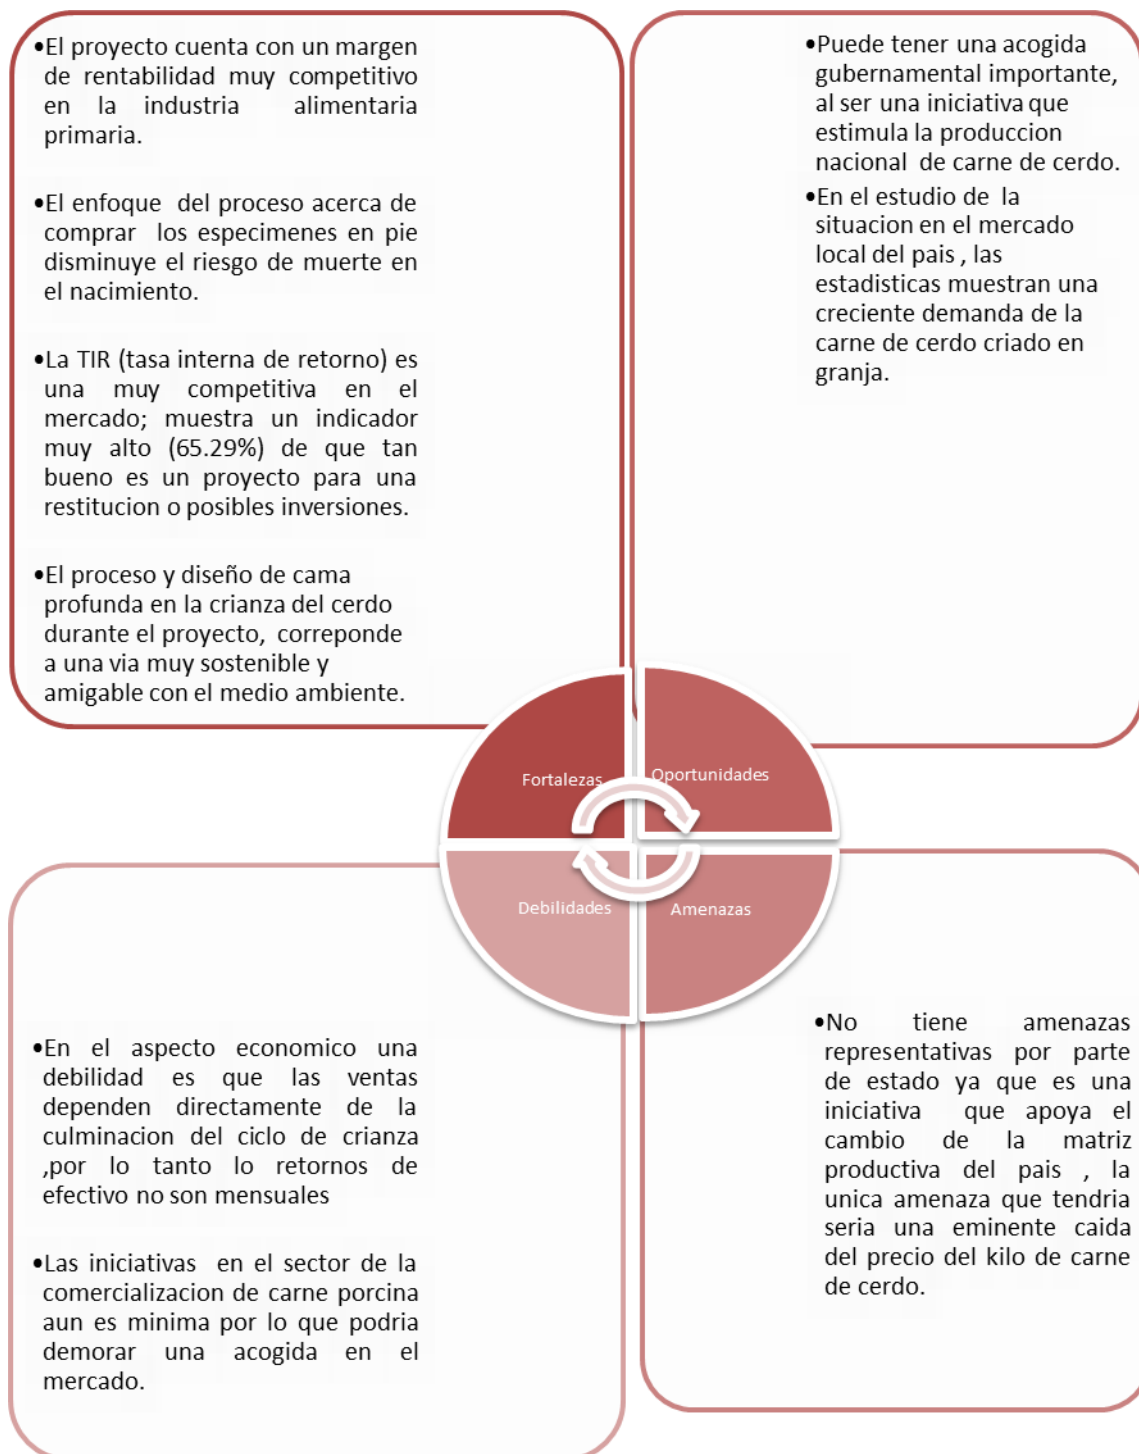 •El proyecto cuenta con un margen
de rentabilidad muy competitivo
en la industria alimentaria
primaria.
•El enfoque del proceso acerca de
comprar los especimenes en pie
disminuye el riesgo de muerte en
el nacimiento.
•La TIR (tasa interna de retorno) es
una muy competitiva en el
mercado; muestra un indicador
muy alto (65.29%) de que tan
bueno es un proyecto para una
restitucion o posibles inversiones.
•El proceso y diseño de cama
profunda en la crianza del cerdo
durante el proyecto, correponde
a una via muy sostenible y
amigable con el medio ambiente.
•Puede tener una acogida
gubernamental importante,
al ser una iniciativa que
estimula la produccion
nacional de carne de cerdo.
•En el estudio de la
situacion en el mercado
local del pais , las
estadisticas muestran una
creciente demanda de la
carne de cerdo criado en
granja.
Fortalezas
Oportunidades
Debilidades
Amenazas
•En el aspecto economico una
debilidad es que las ventas
dependen directamente de la
culminacion del ciclo de crianza
,por lo tanto lo retornos de
efectivo no son mensuales
•Las iniciativas en el sector de la
comercializacion de carne porcina
aun es minima por lo que podria
demorar una acogida en el
mercado.
•No tiene amenazas
representativas por parte
de estado ya que es una
iniciativa que apoya el
cambio de la matriz
productiva del pais , la
unica amenaza que tendria
seria una eminente caida
del precio del kilo de carne
de cerdo.